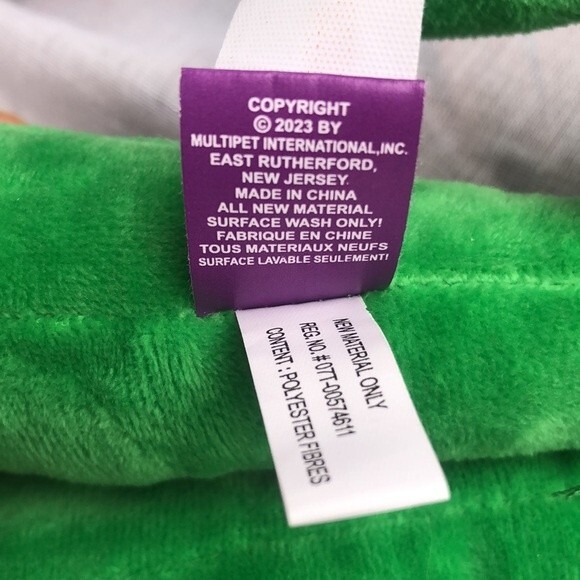 COPYRIGHT
© 2023 BY
MULTIPET INTERNATIONAL,INC.
EAST RUTHERFORD,
NEW JERSEY.
MADE IN CHINA
ALL NEW MATERIAL
SURFACE WASH ONLY!
FABRIQUE EN CHINE
TOUS MATERIAUX NEUFS
SURFACE LAVABLE SEULEMENT!
NEW MATERIAL ONLY
REG. NO.# 07T-00574611
CONTENT : POLYESTER FIBRES